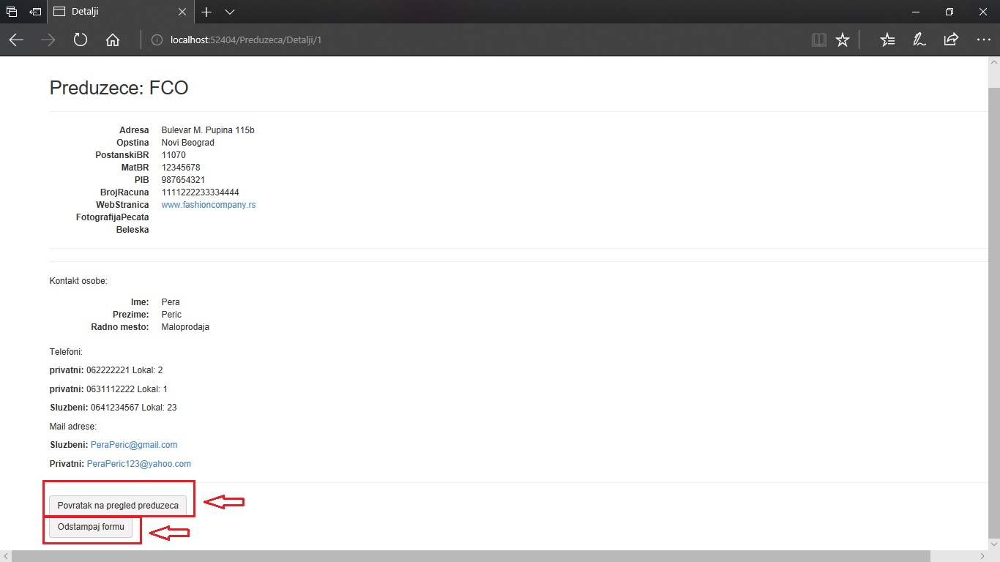 Detalji
localhost:52404/Preduzeca/Detalji/1
Preduzece: FCO
Adresa Bulevar M. Pupina 115b
Opstina Novi Beograd
PostanskiBR 11070
MatBR 12345678
PIB 987654321
BrojRacuna 1111222233334444
WebStranica www.fashioncompany.rs
FotografijaPecata
Beleska
Kontakt osobe:
Ime: Pera
Prezime: Peric
Radno mesto: Maloprodaja
Telefoni:
privatni: 062222221 Lokal: 2
privatni: 0631112222 Lokal: 1
Sluzbeni: 0641234567 Lokal: 23
Mail adrese:
Sluzbeni: PeraPeric@gmail.com
Privatni: PeraPeric123@yahoo.com
Povratak na pregled preduzeca
Odstampaj formu